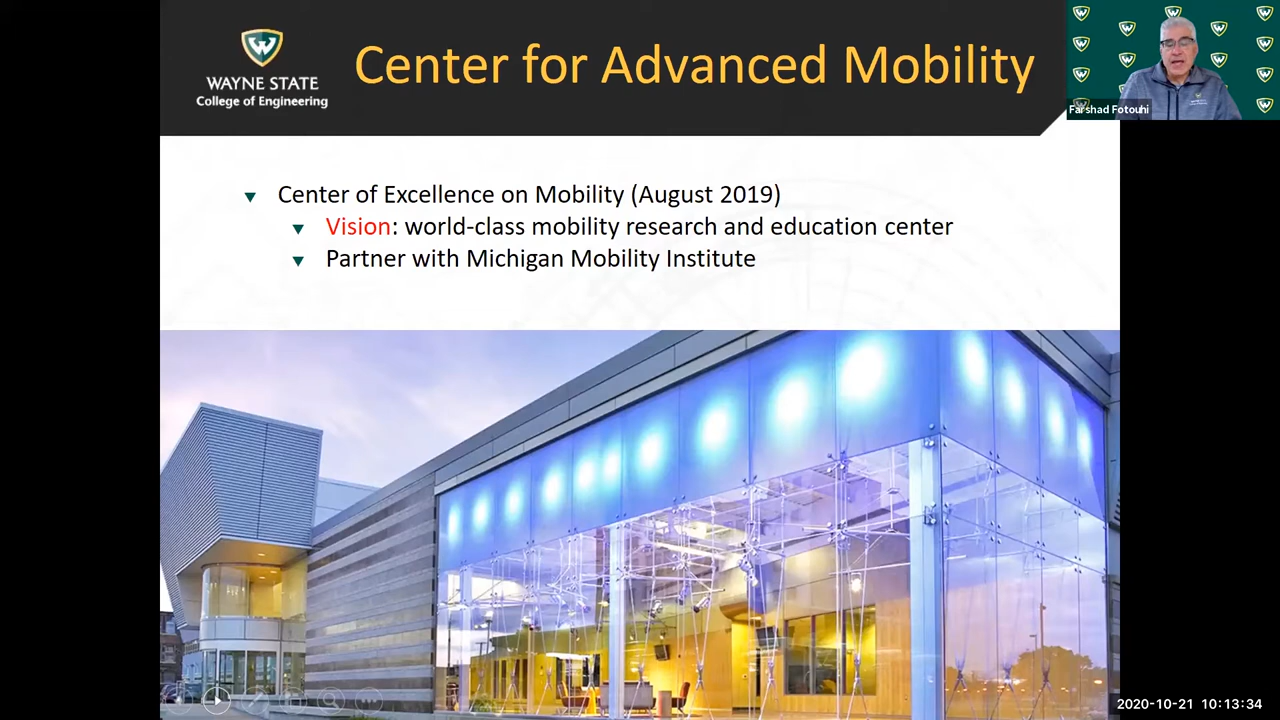 WAYNE STATE
College of Engineering
Center for Advanced Mobility
Farshad Fotouhi
Center of Excellence on Mobility (August 2019)
Vision: world-class mobility research and education center
Partner with Michigan Mobility Institute
2020-10-21 10:13:34